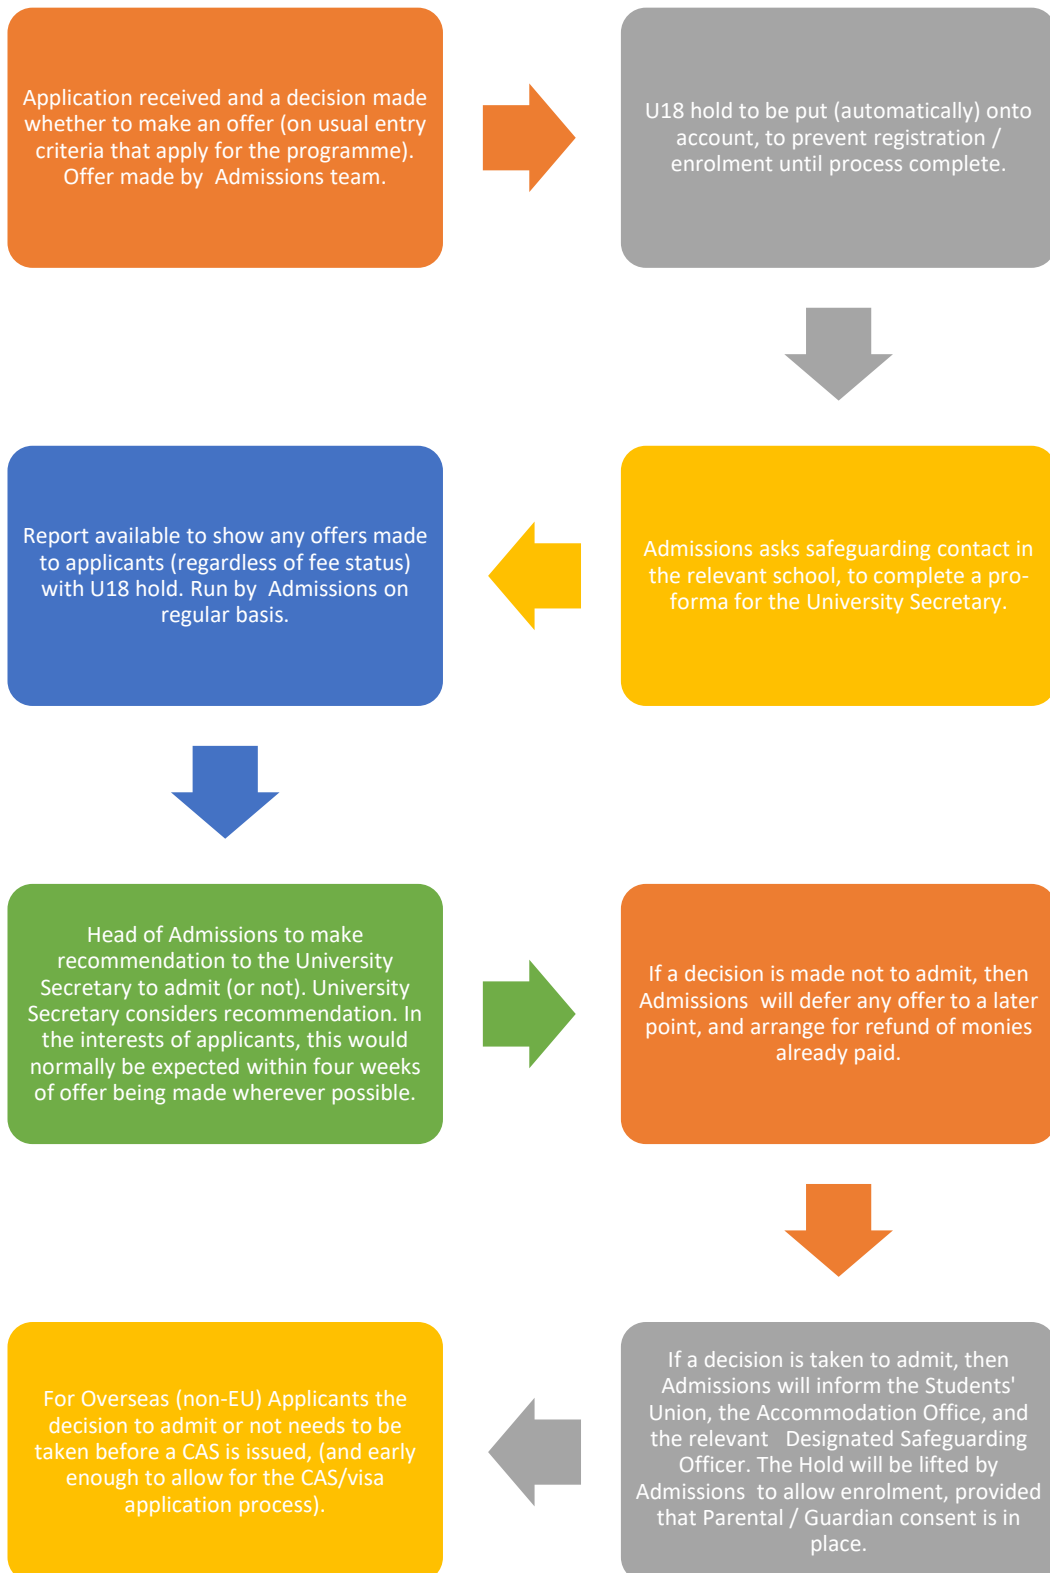 Application received and a decision made
whether to make an offer (on usual entry
criteria that apply for the programme).
Offer made by Admissions team.
U18 hold to be put (automatically) onto
account, to prevent registration /
enrolment until process complete.
Admissions asks safeguarding contact in
the relevant school, to complete a pro-
forma for the University Secretary.
Report available to show any offers made
to applicants (regardless of fee status)
with U18 hold. Run by Admissions on
regular basis.
Head of Admissions to make
recommendation to the University
Secretary to admit (or not). University
Secretary considers recommendation. In
the interests of applicants, this would
normally be expected within four weeks
of offer being made wherever possible.
If a decision is made not to admit, then
Admissions will defer any offer to a later
point, and arrange for refund of monies
already paid.
If a decision is taken to admit, then
Admissions will inform the Students'
Union, the Accommodation Office, and
the relevant Designated Safeguarding
Officer. The Hold will be lifted by
Admissions to allow enrolment, provided
that Parental / Guardian consent is in
place.
For Overseas (non-EU) Applicants the
decision to admit or not needs to be
taken before a CAS is issued, (and early
enough to allow for the CAS/visa
application process).